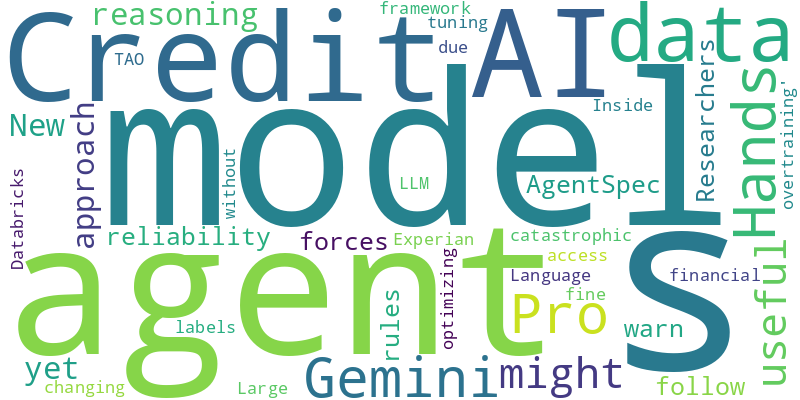 reasoning
framework
tuning
Credit
AI
data
TAO
due
Inside
Researchers
Hands
overtraining'
New
approach
model
without
LLM
AgentSpec
Databricks
reliability
forces
Experian
catastrophic
access
agent
s
optimizing
Language
financial
useful
fine
Pro
rules
labels
warn
yet
changing
Large
Gemini
might
follow